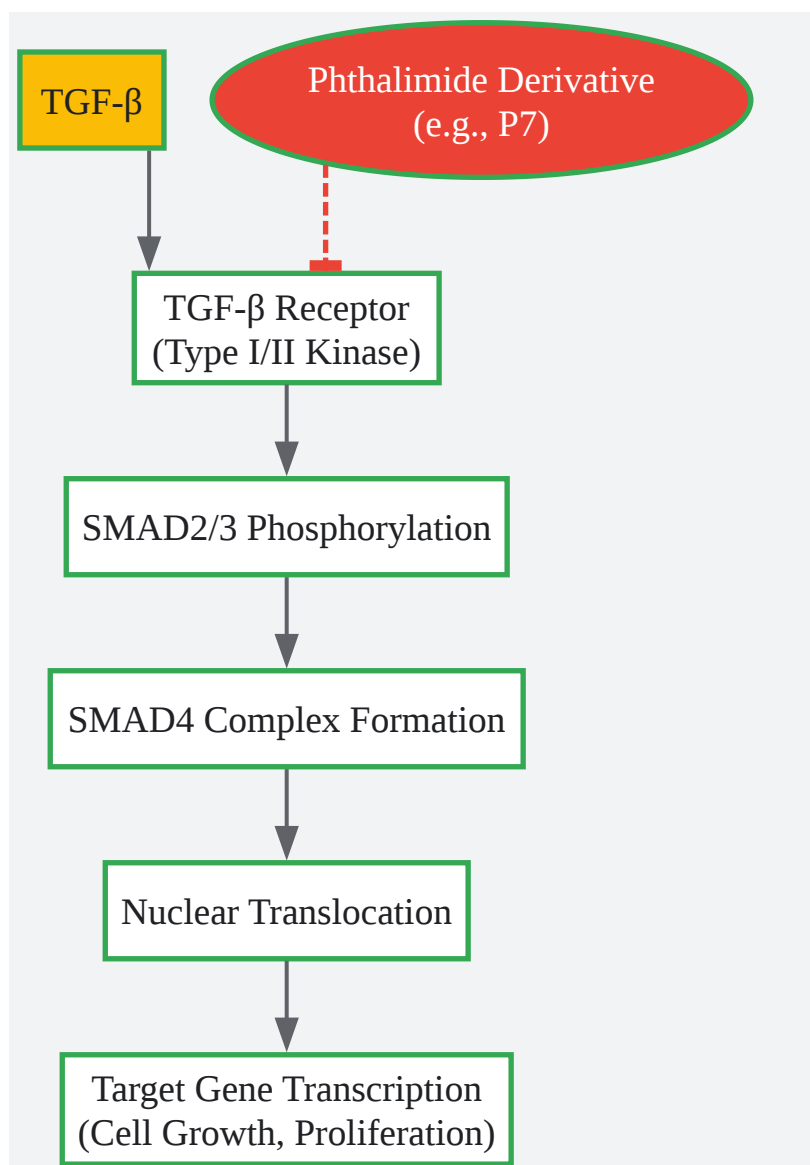 TGF-β
Phthalimide Derivative
(e.g., P7)
TGF-β Receptor
(Type I/II Kinase)
SMAD2/3 Phosphorylation
SMAD4 Complex Formation
Nuclear Translocation
Target Gene Transcription
(Cell Growth, Proliferation)